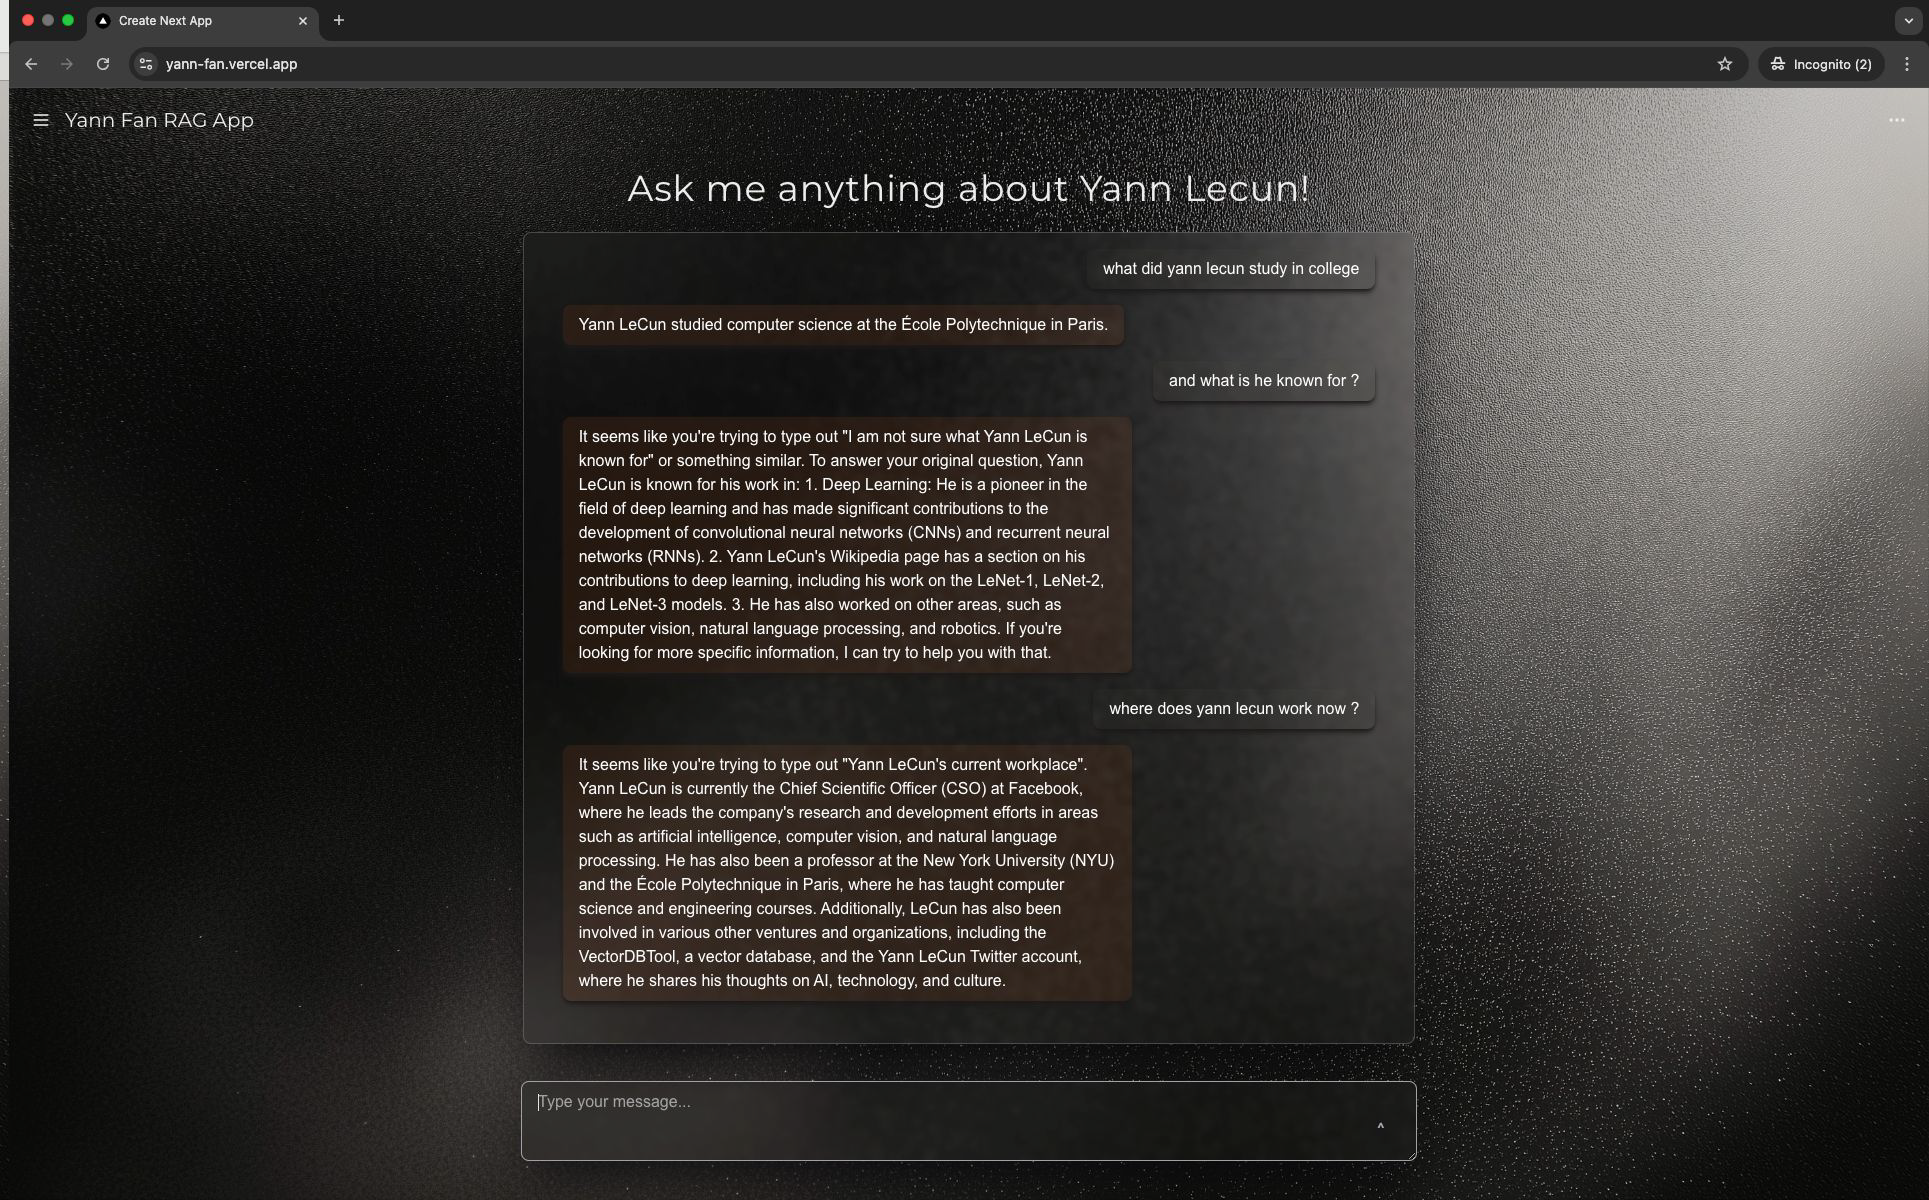 Create Next App
yann-fan.vercel.app
Incognito (2)
Yann Fan RAG App
Ask me anything about Yann Lecun!
what did yann lecun study in college
Yann LeCun studied computer science at the École Polytechnique in Paris.
and what is he known for ?
It seems like you're trying to type out "I am not sure what Yann LeCun is
known for" or something similar. To answer your original question, Yann
LeCun is known for his work in: 1. Deep Learning: He is a pioneer in the
field of deep learning and has made significant contributions to the
development of convolutional neural networks (CNNs) and recurrent neural
networks (RNNs). 2. Yann LeCun's Wikipedia page has a section on his
contributions to deep learning, including his work on the LeNet-1, LeNet-2,
and LeNet-3 models. 3. He has also worked on other areas, such as
computer vision, natural language processing, and robotics. If you're
looking for more specific information, I can try to help you with that.
where does yann lecun work now ?
It seems like you're trying to type out "Yann LeCun's current workplace".
Yann LeCun is currently the Chief Scientific Officer (CSO) at Facebook,
where he leads the company's research and development efforts in areas
such as artificial intelligence, computer vision, and natural language
processing. He has also been a professor at the New York University (NYU)
and the École Polytechnique in Paris, where he has taught computer
science and engineering courses. Additionally, LeCun has also been
involved in various other ventures and organizations, including the
VectorDBTool, a vector database, and the Yann LeCun Twitter account,
where he shares his thoughts on AI, technology, and culture.
Type your message...
^